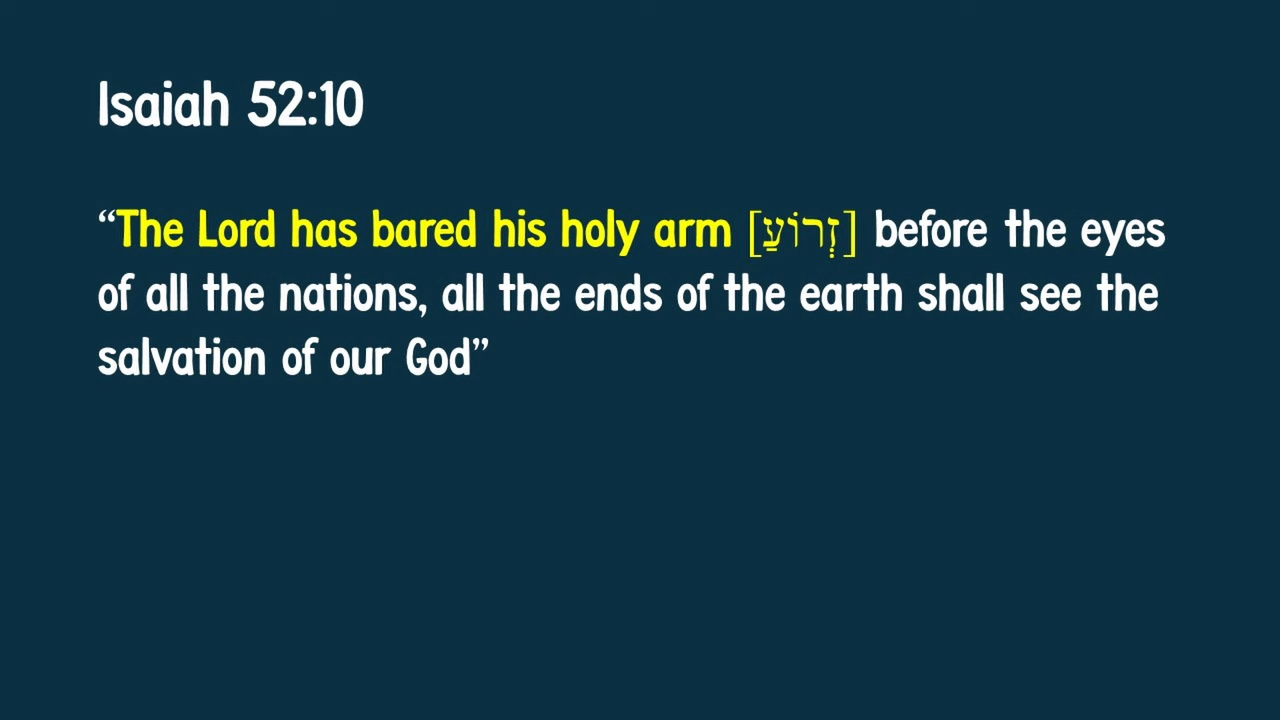 Isaiah 52:10
“The Lord has bared his holy arm [זְרוֹעַ] before the eyes
of all the nations, all the ends of the earth shall see the
salvation of our God”